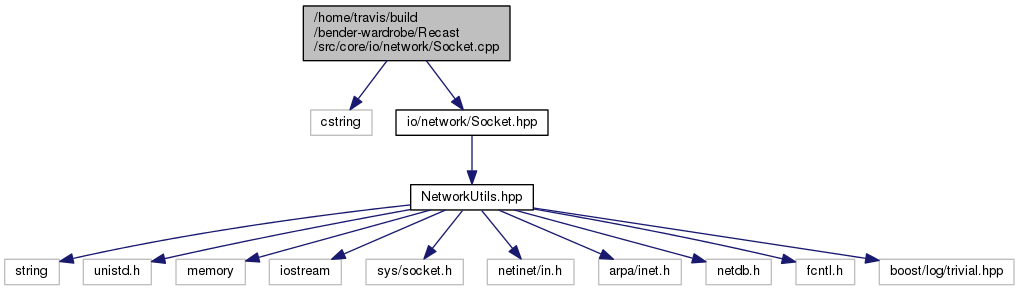 /home/travis/build
/bender-wardrobe/Recast
/src/core/io/network/Socket.cpp
cstring
io/network/Socket.hpp
NetworkUtils.hpp
string
unistd.h
memory
iostream
sys/socket.h
netinet/in.h
arpa/inet.h
netdb.h
fcntl.h
boost/log/trivial.hpp